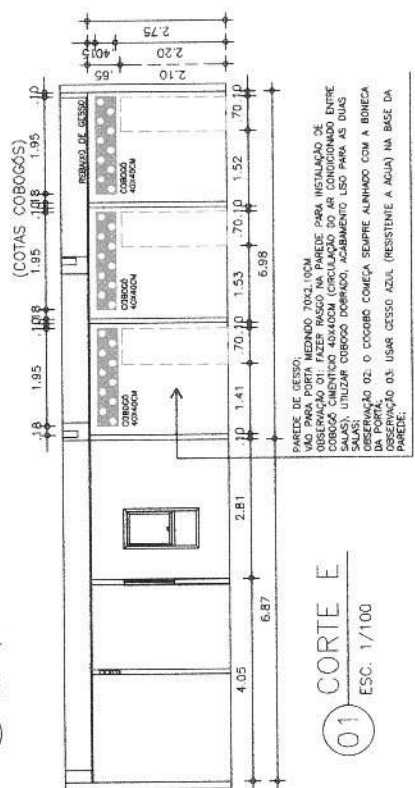 (COTAS COBOGÓS)
.18
1.95
.18
1.95
.18
1.95
.10
REBAIXO DE GESSO
COBOGÓ
40X40CM
COBOGÓ
40X40CM
COBOGÓ
40X40CM
.65
.40
.15
2.10
2.20
2.75
4.05
2.81
.10
1.41
.70
.10
1.53
.70
.10
1.52
.70
.10
6.87
6.98
PAREDE DE GESSO;
VÃO PARA PORTA MEDINDO 70X2,10CM
OBSERVAÇÃO 01: FAZER RASGO NA PAREDE PARA INSTALAÇÃO DE
COBOGÓ CIMENTÍCIO 40X40CM (CIRCULAÇÃO DO AR CONDICIONADO ENTRE
SALAS), UTILIZAR COBOGÓ DOBRADO, ACABAMENTO LISO PARA AS DUAS
SALAS;
OBSERVAÇÃO 02: O COGOBO COMEÇA SEMPRE ALINHADO COM A BONECA
DA PORTA;
OBSERVAÇÃO 03: USAR GESSO AZUL (RESISTENTE A ÁGUA) NA BASE DA
PAREDE;
01 CORTE E
ESC. 1/100